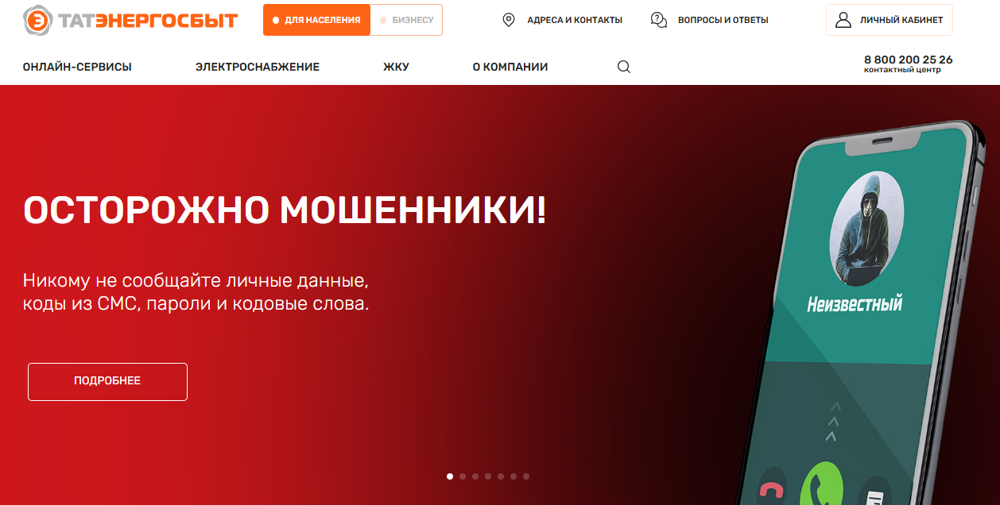 ТАТЭНЕРГОСБЫТ
ДЛЯ НАСЕЛЕНИЯ
БИЗНЕСУ
АДРЕСА И КОНТАКТЫ
ВОПРОСЫ И ОТВЕТЫ
ЛИЧНЫЙ КАБИНЕТ
ОНЛАЙН-СЕРВИСЫ
ЭЛЕКТРОСНАБЖЕНИЕ
ЖКУ
О КОМПАНИИ
8 800 200 25 26
контактный центр
ОСТОРОЖНО МОШЕННИКИ!
Никому не сообщайте личные данные,
коды из СМС, пароли и кодовые слова.
Неизвестный
ПОДРОБНЕЕ